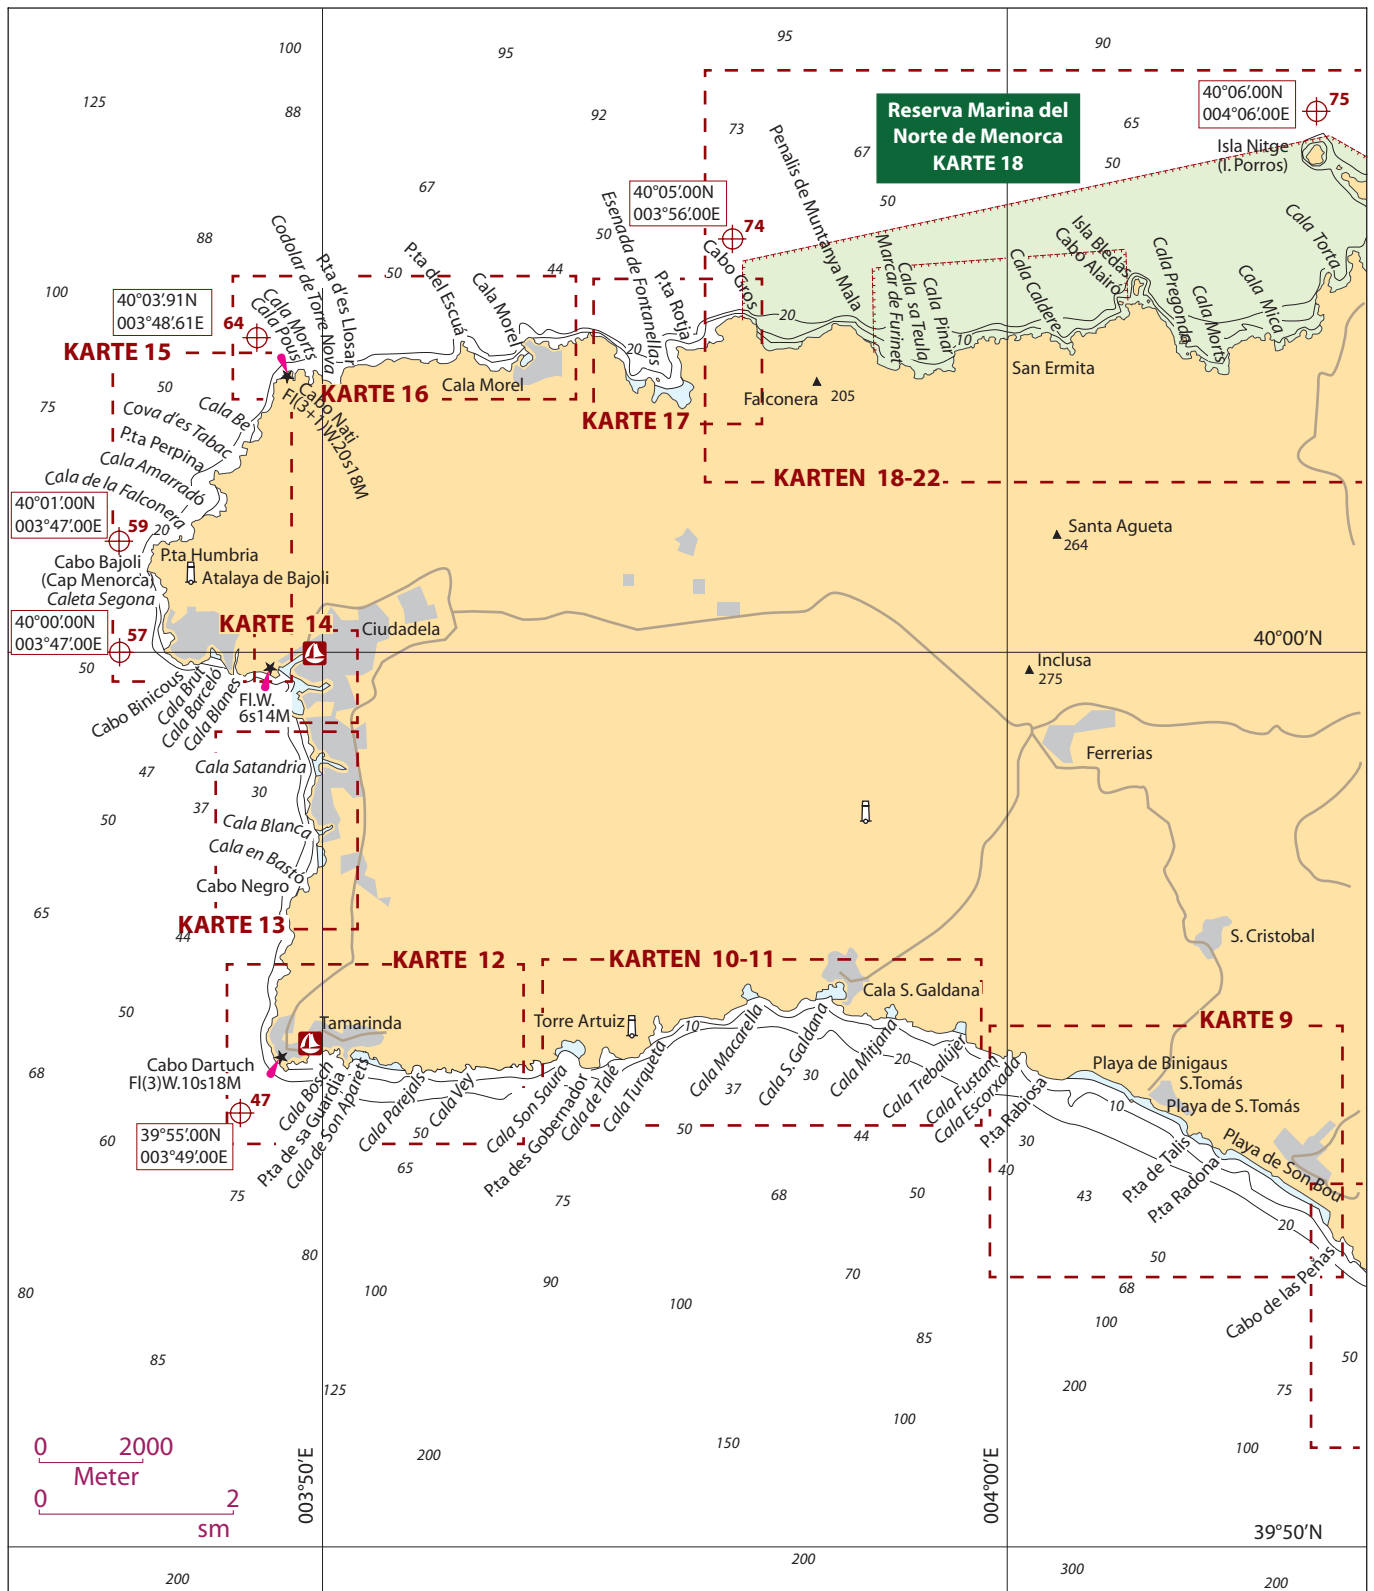 100
95
95
90
125
88
92
73
65
67
50
67
50
50
88
100
50
44
Reserva Marina del
Norte de Menorca
KARTE 18
40°06'.00N
004°06'.00E
75
Isla Nitge
(I. Porros)
40°05'.00N
003°56'.00E
74
40°03'.91N
003°48'.61E
64
KARTE 15
Cala Pous
Cala Morts
Codolar de Torre Nova
P.ta d'es Llosar
P.ta del Escuá
Cala Morel
Esenada de Fontanellas
P.ta Rotja
Cabo Gros
Penalis de Muntanya Mala
Marcar de Furinet
Cala sa Teula
Cala Pinar
Cala Caldere
Isla Bledas
Cabo Alairó
Cala Pregonda
Cala Morts
Cala Mica
Cala Torta
20
20
10
Cala Morel
KARTE 16
Cabo Nati
Fl(3+1)W.20s18M
KARTE 17
Falconera
205
San Ermita
KARTEN 18-22
50
75
Cala Be
Cova d'es Tabac
P.ta Perpina
Cala Amarradó
Cala de la Falconera
40°01'.00N
003°47'.00E
59
20
P.ta Humbria
Cabo Bajoli
(Cap Menorca)
Atalaya de Bajoli
Caleta Segona
Santa Agueta
264
40°00'.00N
003°47'.00E
57
50
KARTE 14
Ciudadela
40°00'N
Cabo Binicous
Cala Brut
Cala Barceló
Cala Blanes
Fl.W.
6s14M
Inclusa
275
Ferrerias
Cala Satandria
47
30
37
50
Cala Blanca
Cala en Bastó
Cabo Negro
65
KARTE 13
44
S. Cristobal
KARTE 12
KARTEN 10-11
KARTE 9
50
Tamarinda
Torre Artuiz
10
Cala S. Galdana
Cabo Dartuch
Fl(3)W.10s18M
68
47
39°55'.00N
003°49'.00E
60
75
Cala Bosch
P.ta de sa Guardia
Cala de Son Aparets
Cala Parejals
Cala Vey
50
65
Cala Son Saura
P.ta des Gobernador
Cala de Talé
Cala Turqueta
Cala Macarella
37
Cala S. Galdana
30
Cala Mitjana
20
Cala Trebalújer
Cala Fustam
Cala Escorxada
P.ta Rabiosa
50
44
30
40
Playa de Binigaus
S.Tomás
Playa de S. Tomás
10
P.ta de Talis
P.ta Radona
Playa de Son Bou
20
Cabo de las Peñas
43
50
68
75
68
50
80
80
100
90
100
70
85
100
50
85
125
200
75
200
150
100
100
0 2000
Meter
0 2
sm
003°50'E
004°00'E
39°50'N
200
200
300
200